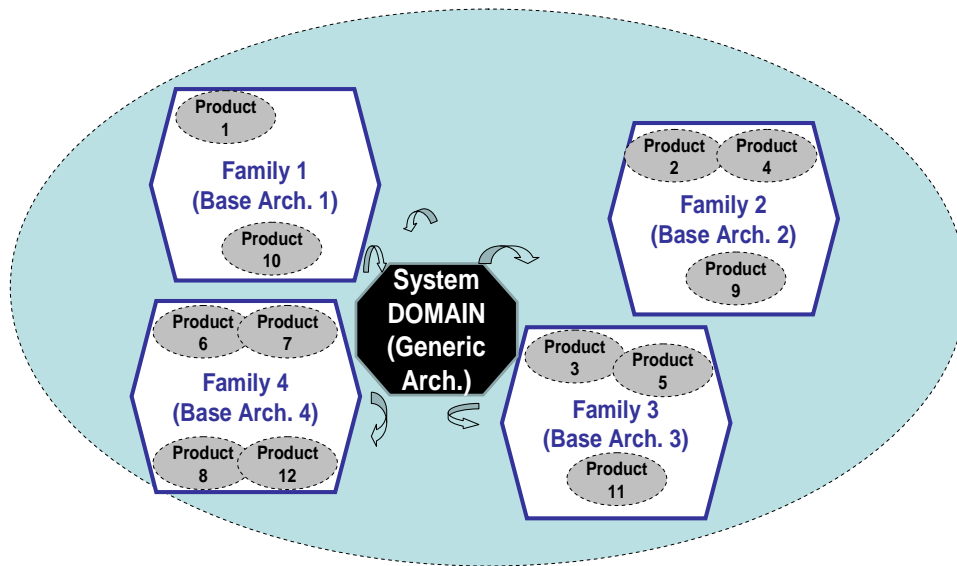 Product
1
Family 1
(Base Arch. 1)
Product
10
Product
2
Product
4
Family 2
(Base Arch. 2)
Product
9
System
DOMAIN
(Generic
Arch.)
Product
6
Product
7
Family 4
(Base Arch. 4)
Product
8
Product
12
Product
3
Product
5
Family 3
(Base Arch. 3)
Product
11